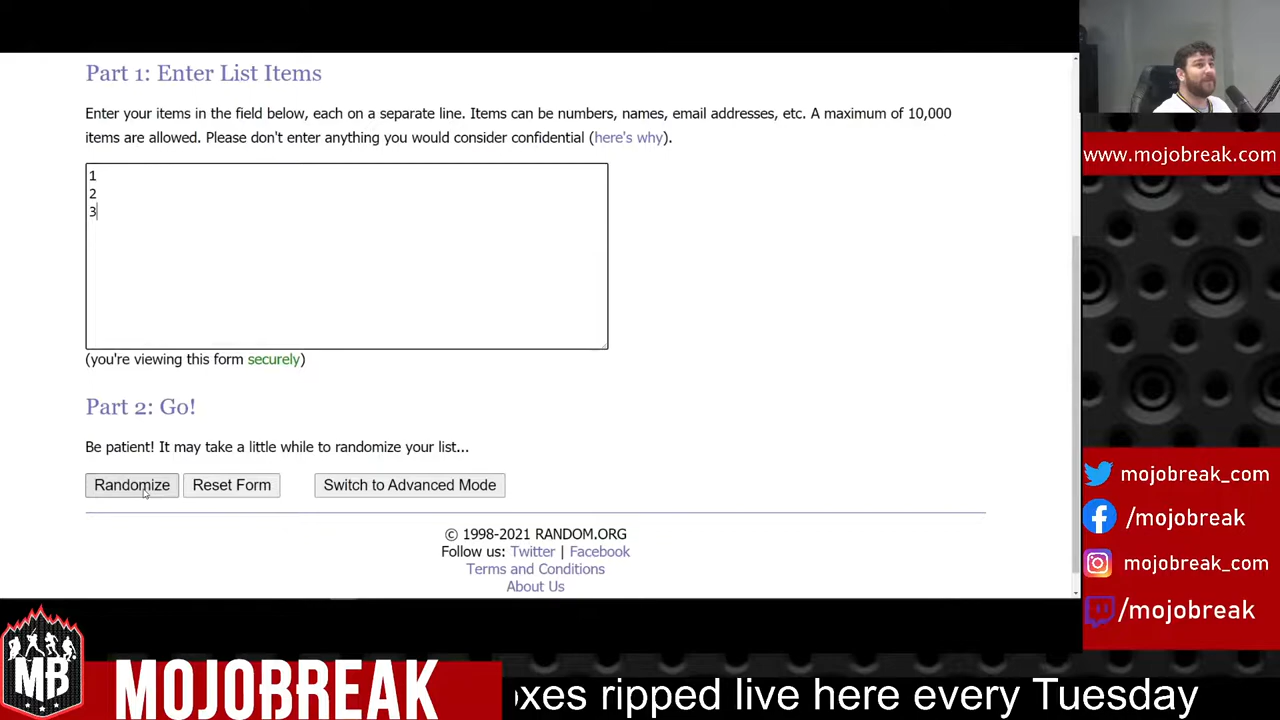 Part 1: Enter List Items
Enter your items in the field below, each on a separate line. Items can be numbers, names, email addresses, etc. A maximum of 10,000
items are allowed. Please don't enter anything you would consider confidential (here's why).
1
2
3
(you're viewing this form securely)
Part 2: Go!
Be patient! It may take a little while to randomize your list...
Randomize
Reset Form
Switch to Advanced Mode
© 1998-2021 RANDOM.ORG
Follow us: Twitter | Facebook
Terms and Conditions
About Us
www.mojobreak.com
mojobreak_com
/mojobreak
mojobreak_com
/mojobreak
MB
MOJOBREAK
oxes ripped live here every Tuesday